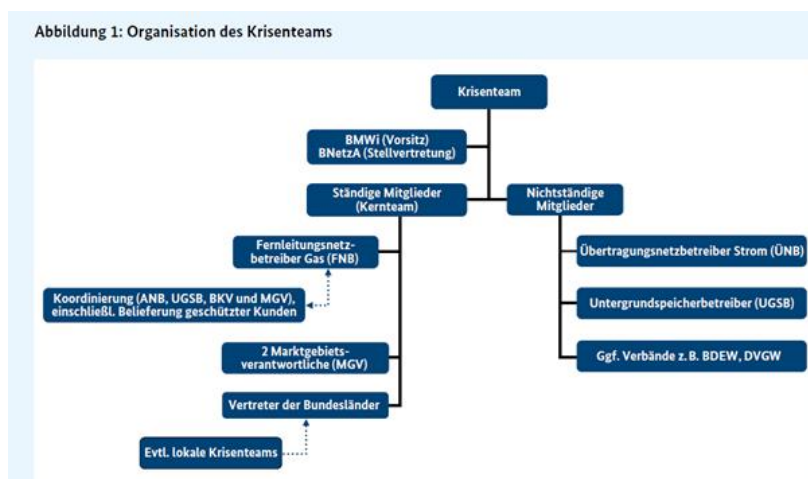 Abbildung 1: Organisation des Krisenteams
Krisenteam
BMWi (Vorsitz)
BNetzA (Stellvertretung)
Ständige Mitglieder
(Kernteam)
Nichtständige
Mitglieder
Fernleitungsnetz-
betreiber Gas (FNB)
Übertragungsnetzbetreiber Strom (ÜNB)
Koordinierung (ANB, UGSB, BKV und MGV),
einschließl. Belieferung geschützter Kunden
Untergrundspeicherbetreiber (UGSB)
2 Marktgebiets-
verantwortliche (MGV)
Ggf. Verbände z. B. BDEW, DVGW
Vertreter der Bundesländer
Evtl. lokale Krisenteams